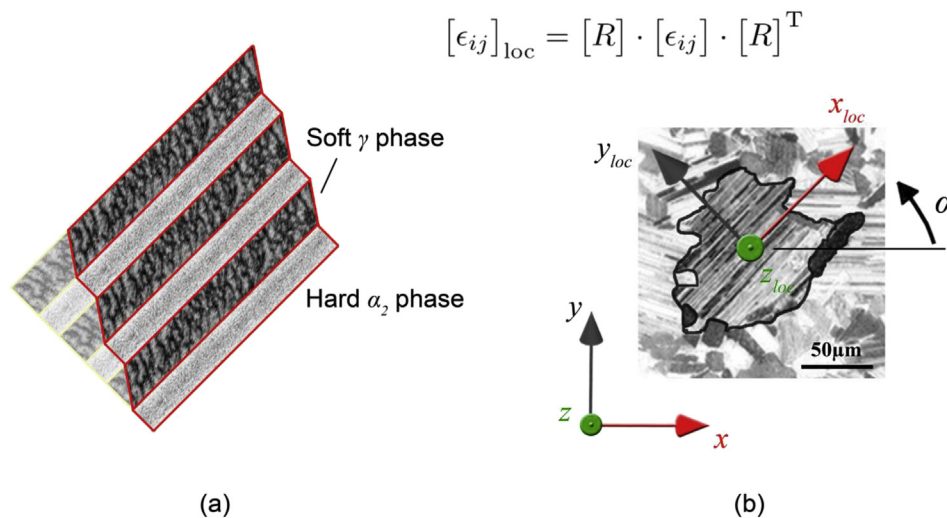 [ϵij]loc = [R] · [ϵij] · [R]T
Soft γ phase
Hard α2 phase
xloc
yloc
zloc
50µm
y
z
x
(a)
(b)